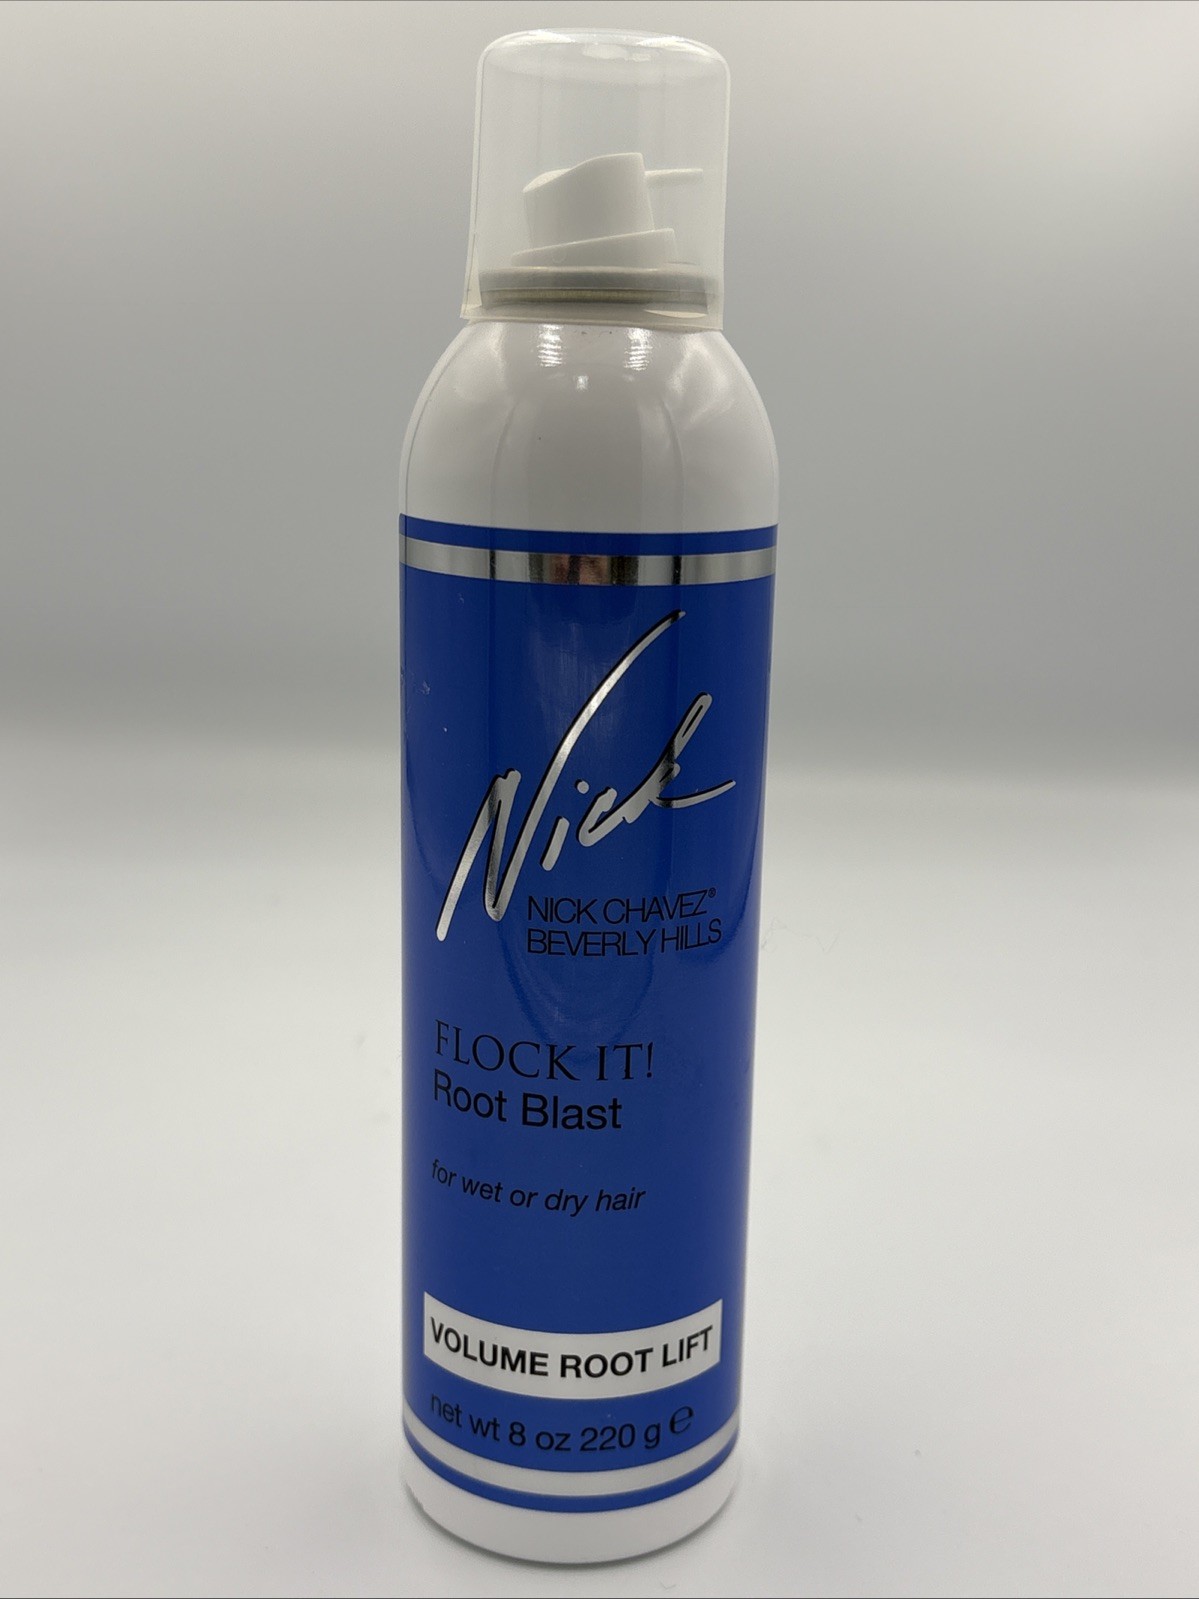 Nick
NICK CHAVEZ®
BEVERLY HILLS
FLOCK IT!
Root Blast
for wet or dry hair
VOLUME ROOT LIFT
net wt 8 oz 220 g ℮